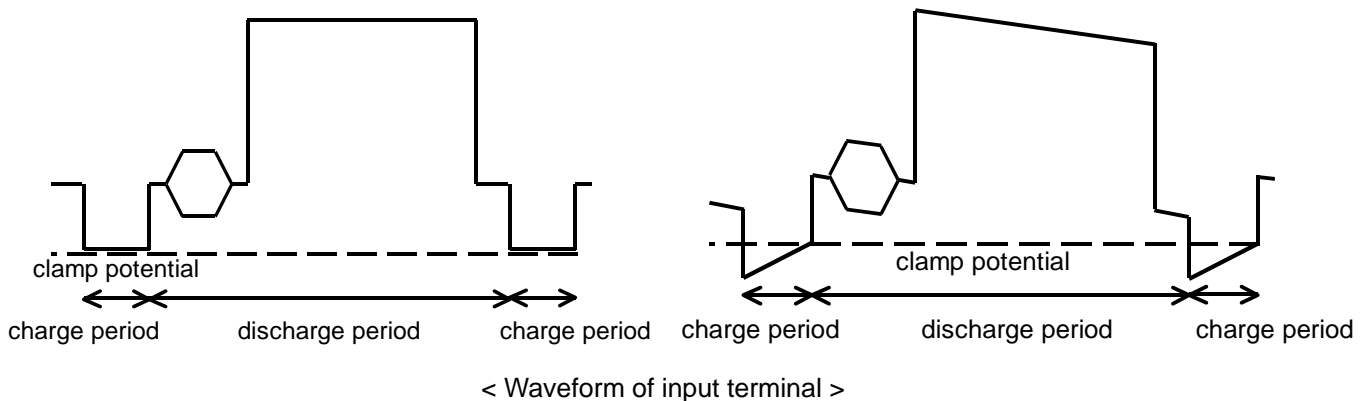 clamp potential
charge period
discharge period
charge period
clamp potential
charge period
discharge period
charge period
< Waveform of input terminal >